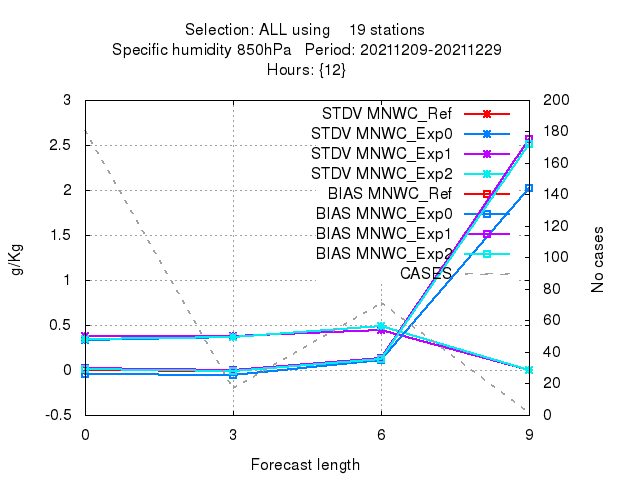 Selection: ALL using    19 stations
Specific humidity 850hPa   Period: 20211209-20211229
Hours: {12}
3
2.5
2
1.5
1
0.5
0
-0.5
g/Kg
STDV MNWC_Ref
STDV MNWC_Exp0
STDV MNWC_Exp1
STDV MNWC_Exp2
BIAS MNWC_Ref
BIAS MNWC_Exp0
BIAS MNWC_Exp1
BIAS MNWC_Exp2
CASES
200
180
160
140
120
100
80
60
40
20
0
No cases
0 3 6 9
Forecast length